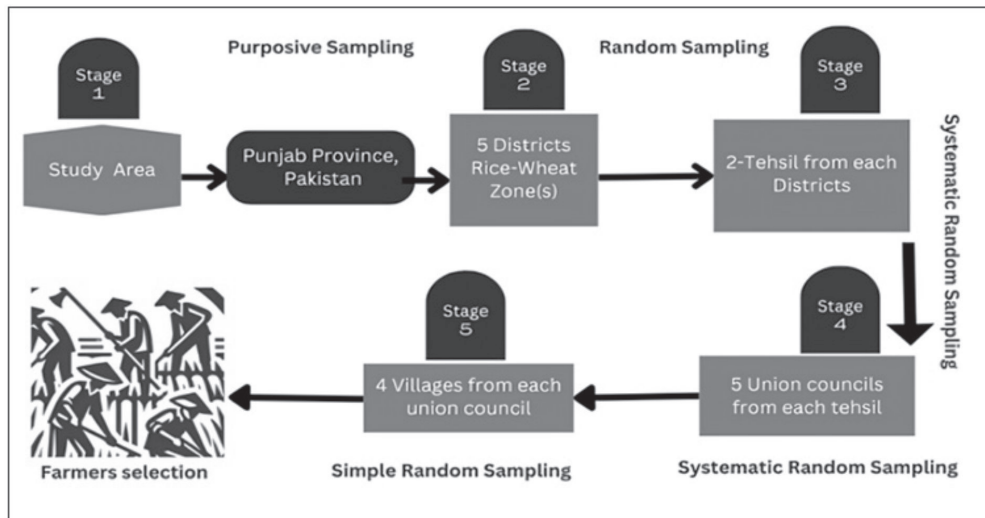 Purposive Sampling
Random Sampling
Stage
1
Stage
2
Stage
3
Study Area
Punjab Province,
Pakistan
5 Districts
Rice-Wheat
Zone(s)
2-Tehsil from each
Districts
Systematic Random Sampling
Stage
4
5 Union councils
from each tehsil
Systematic Random Sampling
Stage
5
4 Villages from each
union council
Simple Random Sampling
Farmers selection